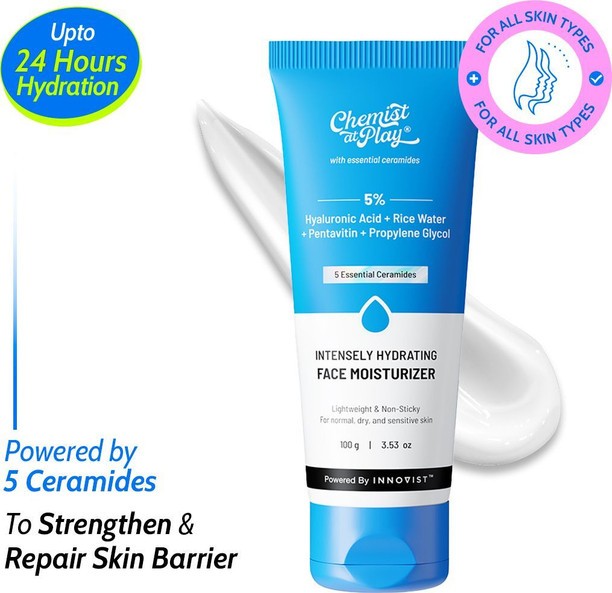 Upto
24 Hours
Hydration
FOR ALL SKIN TYPES
FOR ALL SKIN TYPES
Chemist
at Play®
with essential ceramides
5%
Hyaluronic Acid + Rice Water
+ Pentavitin + Propylene Glycol
5 Essential Ceramides
INTENSELY HYDRATING
FACE MOISTURIZER
Lightweight & Non-Sticky
For normal, dry, and sensitive skin
100 g | 3.53 oz
Powered By INNOVIST™
Powered by
5 Ceramides
To Strengthen &
Repair Skin Barrier